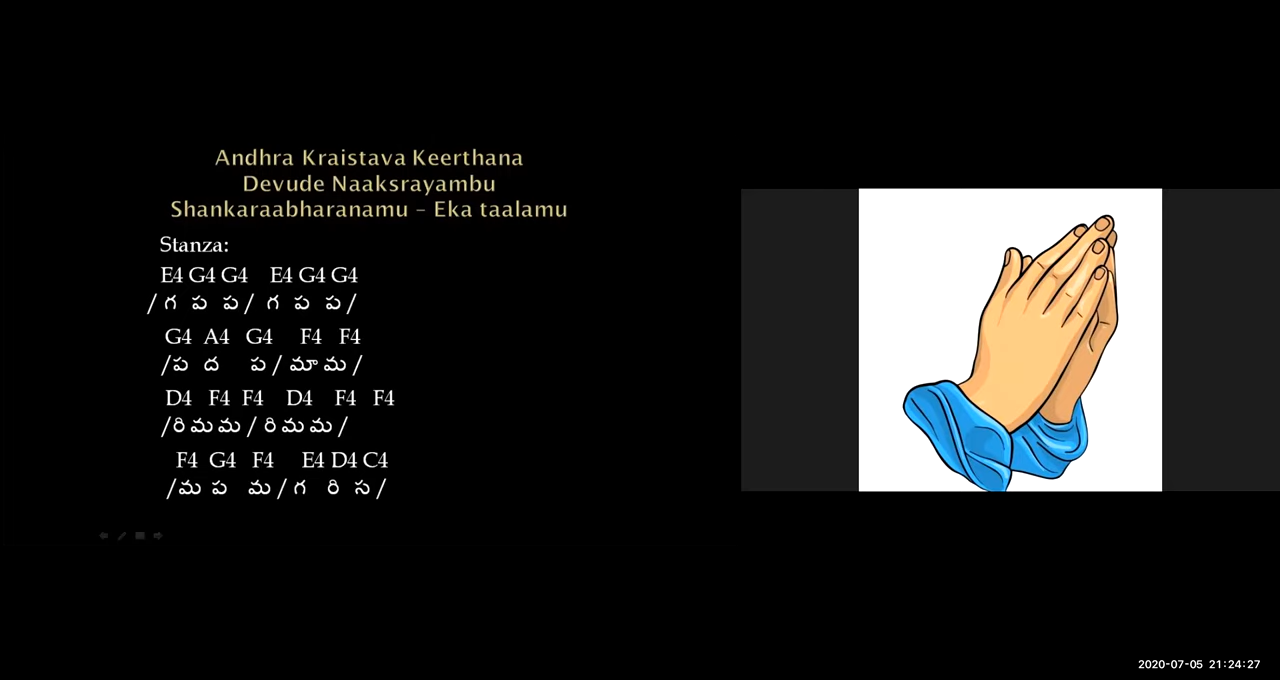 Andhra Kraistava Keerthana
Devude Naaksrayambu
Shankaraabharanamu – Eka taalamu
Stanza:
E4 G4 G4 E4 G4 G4
/ గ ప ప / గ ప ప /
G4 A4 G4 F4 F4
/ప ద ప / మా మ /
D4 F4 F4 D4 F4 F4
/రి మ మ / రి మ మ /
F4 G4 F4 E4 D4 C4
/మ ప మ / గ రి స /
2020-07-05 21:24:27